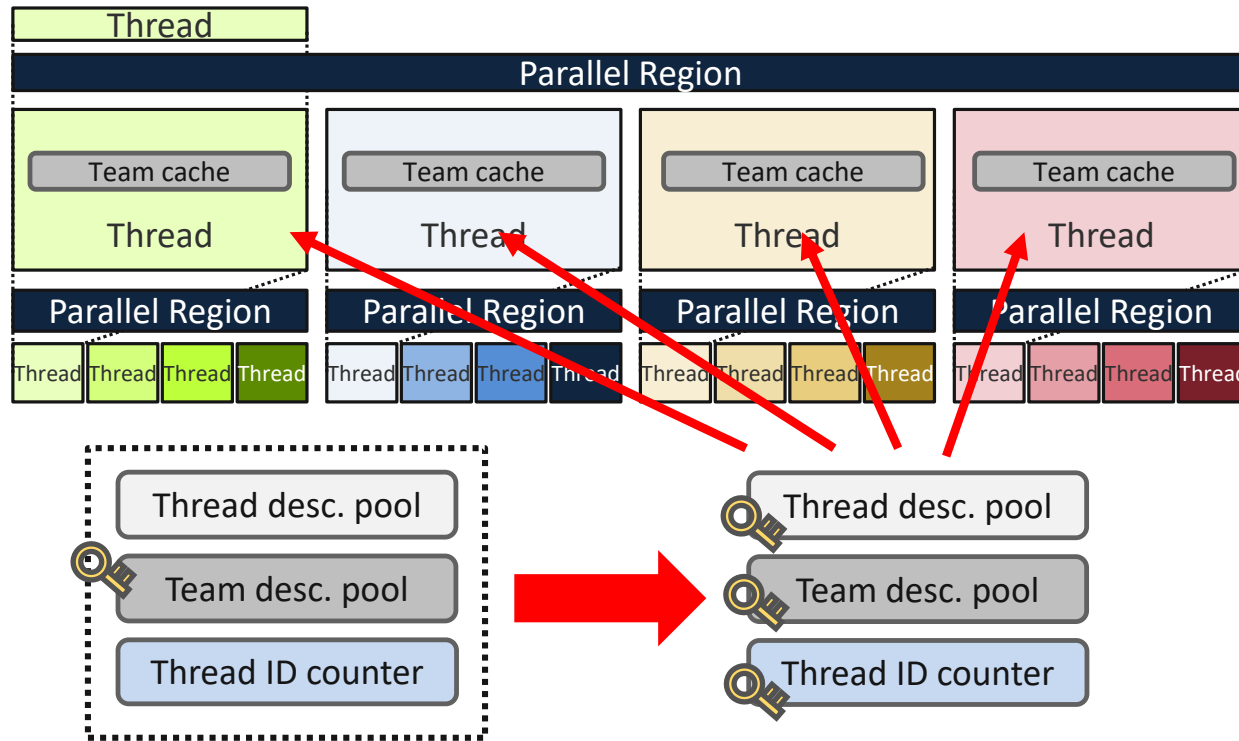 Thread
Parallel Region
Team cache Team cache Team cache Team cache
Thread Thread Thread Thread
Parallel Region Parallel Region Parallel Region Parallel Region
Thread Thread Thread Thread Thread Thread Thread Thread Thread Thread Thread Thread Thread Thread Thread Thread
Thread desc. pool Thread desc. pool
Team desc. pool Team desc. pool
Thread ID counter Thread ID counter